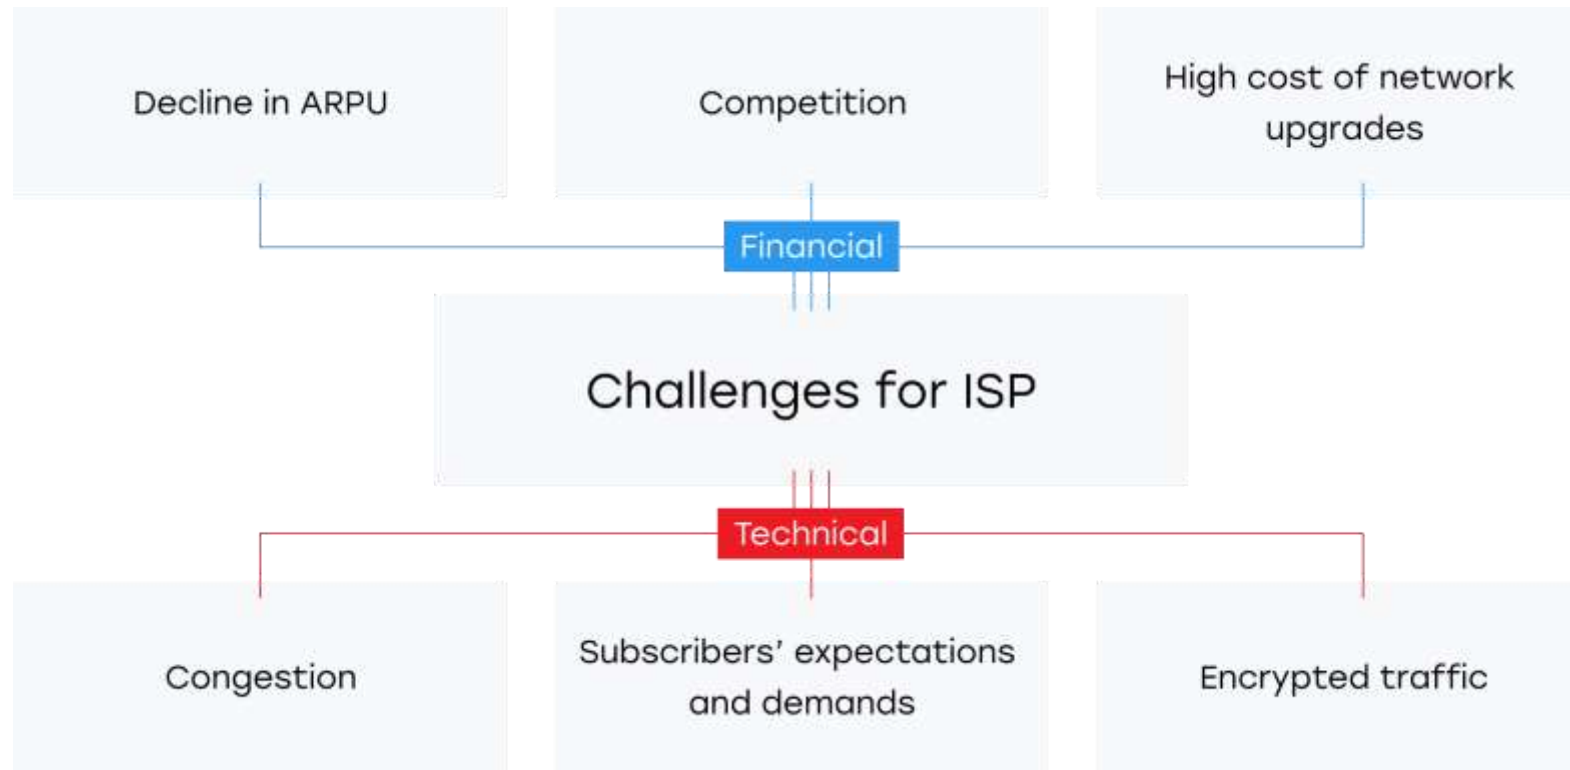 Decline in ARPU
Competition
High cost of network
upgrades
Financial
Challenges for ISP
Technical
Congestion
Subscribers’ expectations
and demands
Encrypted traffic